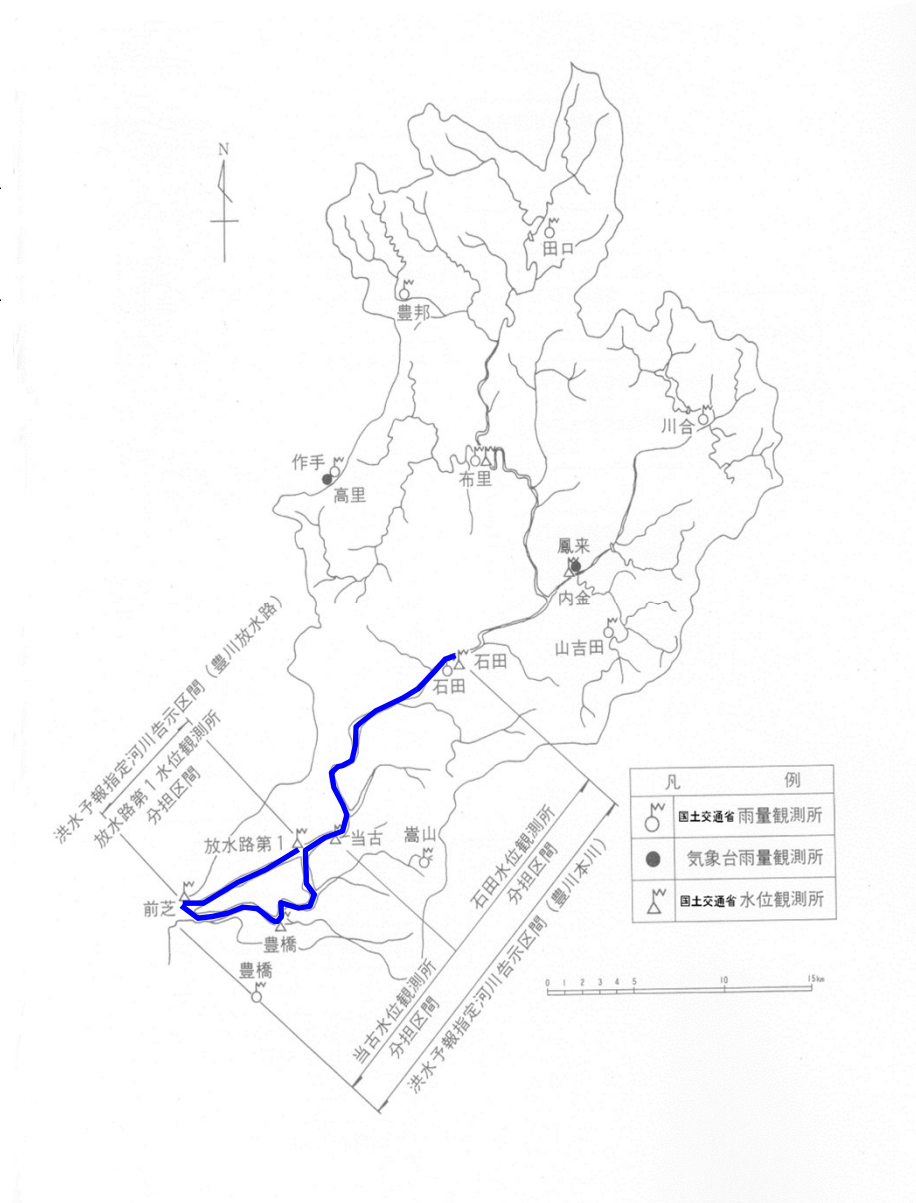 N
田口
豊邦
川合
作手
高里
布里
鳳来
内金
山吉田
石田
石田
洪水予報指定河川告示区間（豊川放水路）
放水路第1水位観測所
分担区間
放水路第1
当古
嵩山
前芝
豊橋
豊橋
石田水位観測所
分担区間
当古水位観測所
分担区間
洪水予報指定河川告示区間（豊川本川）
凡 例
国土交通省 雨量観測所
気象台雨量観測所
国土交通省 水位観測所
0 1 2 3 4 5 10 15km